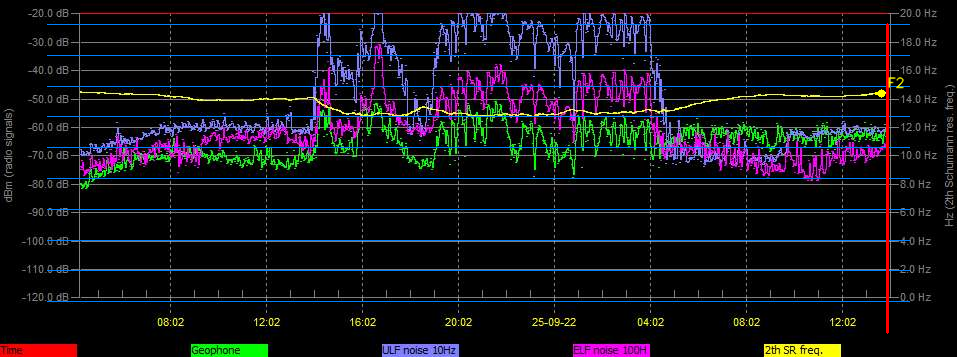 -20.0 dB
20.0 Hz
-30.0 dB
18.0 Hz
-40.0 dB
16.0 Hz
F2
-50.0 dB
14.0 Hz
-60.0 dB
12.0 Hz
-70.0 dB
10.0 Hz
-80.0 dB
8.0 Hz
-90.0 dB
6.0 Hz
-100.0 dB
4.0 Hz
-110.0 dB
2.0 Hz
-120.0 dB
0.0 Hz
dBm (radio signals)
Hz (2th Schumann res. freq.)
08:02 12:02 16:02 20:02 25-09-22 04:02 08:02 12:02
Time Geophone ULF noise 10Hz ELF noise 100H 2th SR freq.